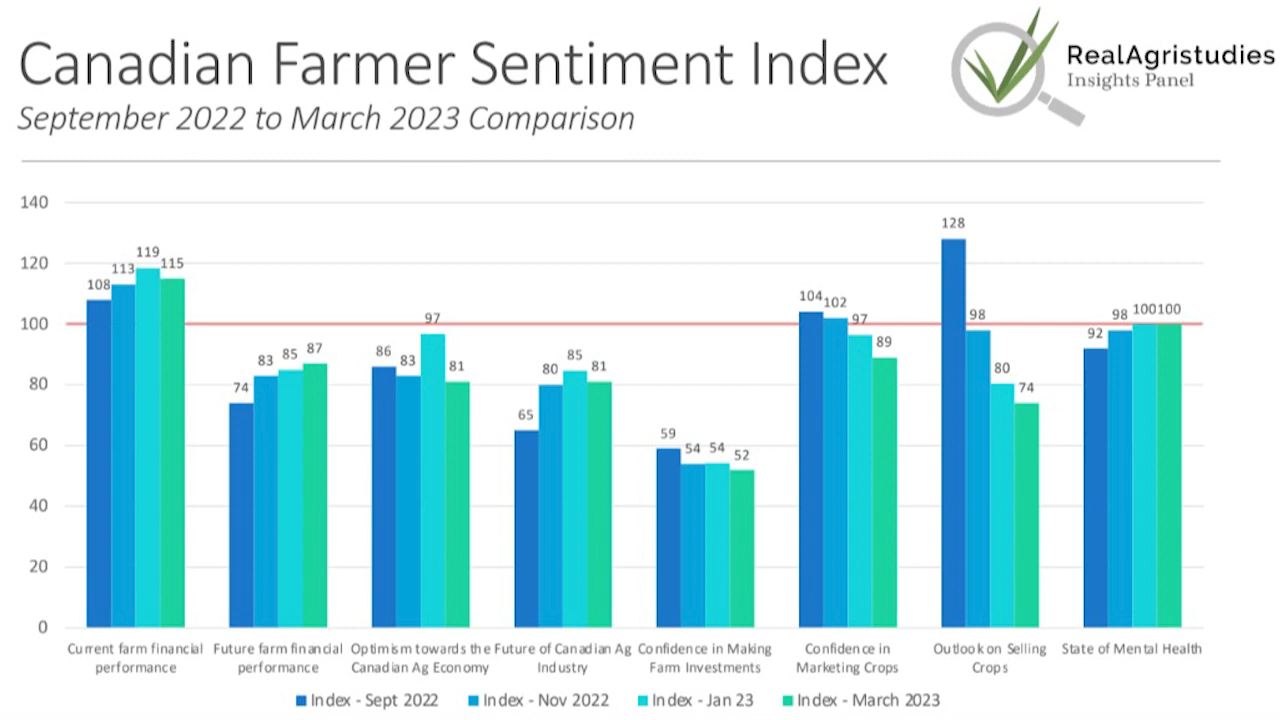 Canadian Farmer Sentiment Index
September 2022 to March 2023 Comparison
RealAgristudies
Insights Panel
140
120
100
80
60
40
20
0
108 113 119 115
74 83 85 87
86 83 97 81
65 80 85 81
59 54 54 52
104 102 97 89
128 98 80 74
92 98 100 100
Current farm financial
performance
Future farm financial
performance
Optimism towards the
Canadian Ag Economy
Future of Canadian Ag
Industry
Confidence in Making
Farm Investments
Confidence in
Marketing Crops
Outlook on Selling
Crops
State of Mental Health
Index - Sept 2022 Index - Nov 2022 Index - Jan 23 Index - March 2023